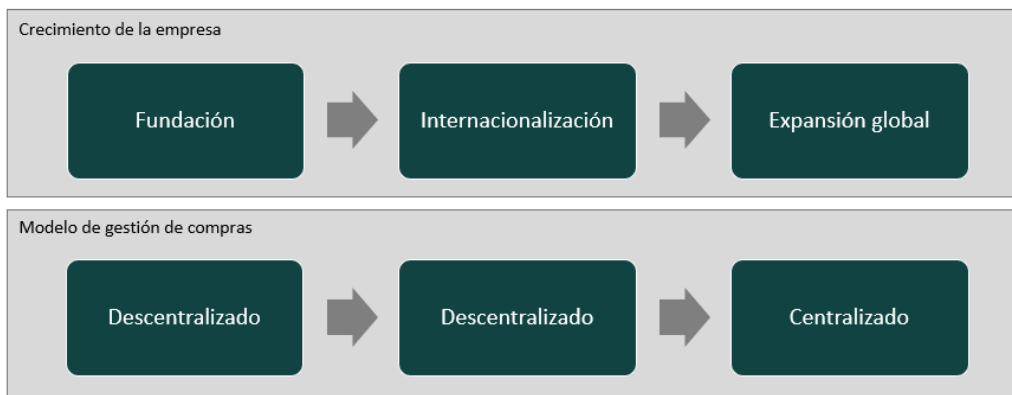 Crecimiento de la empresa
Fundación
Internacionalización
Expansión global
Modelo de gestión de compras
Descentralizado
Descentralizado
Centralizado